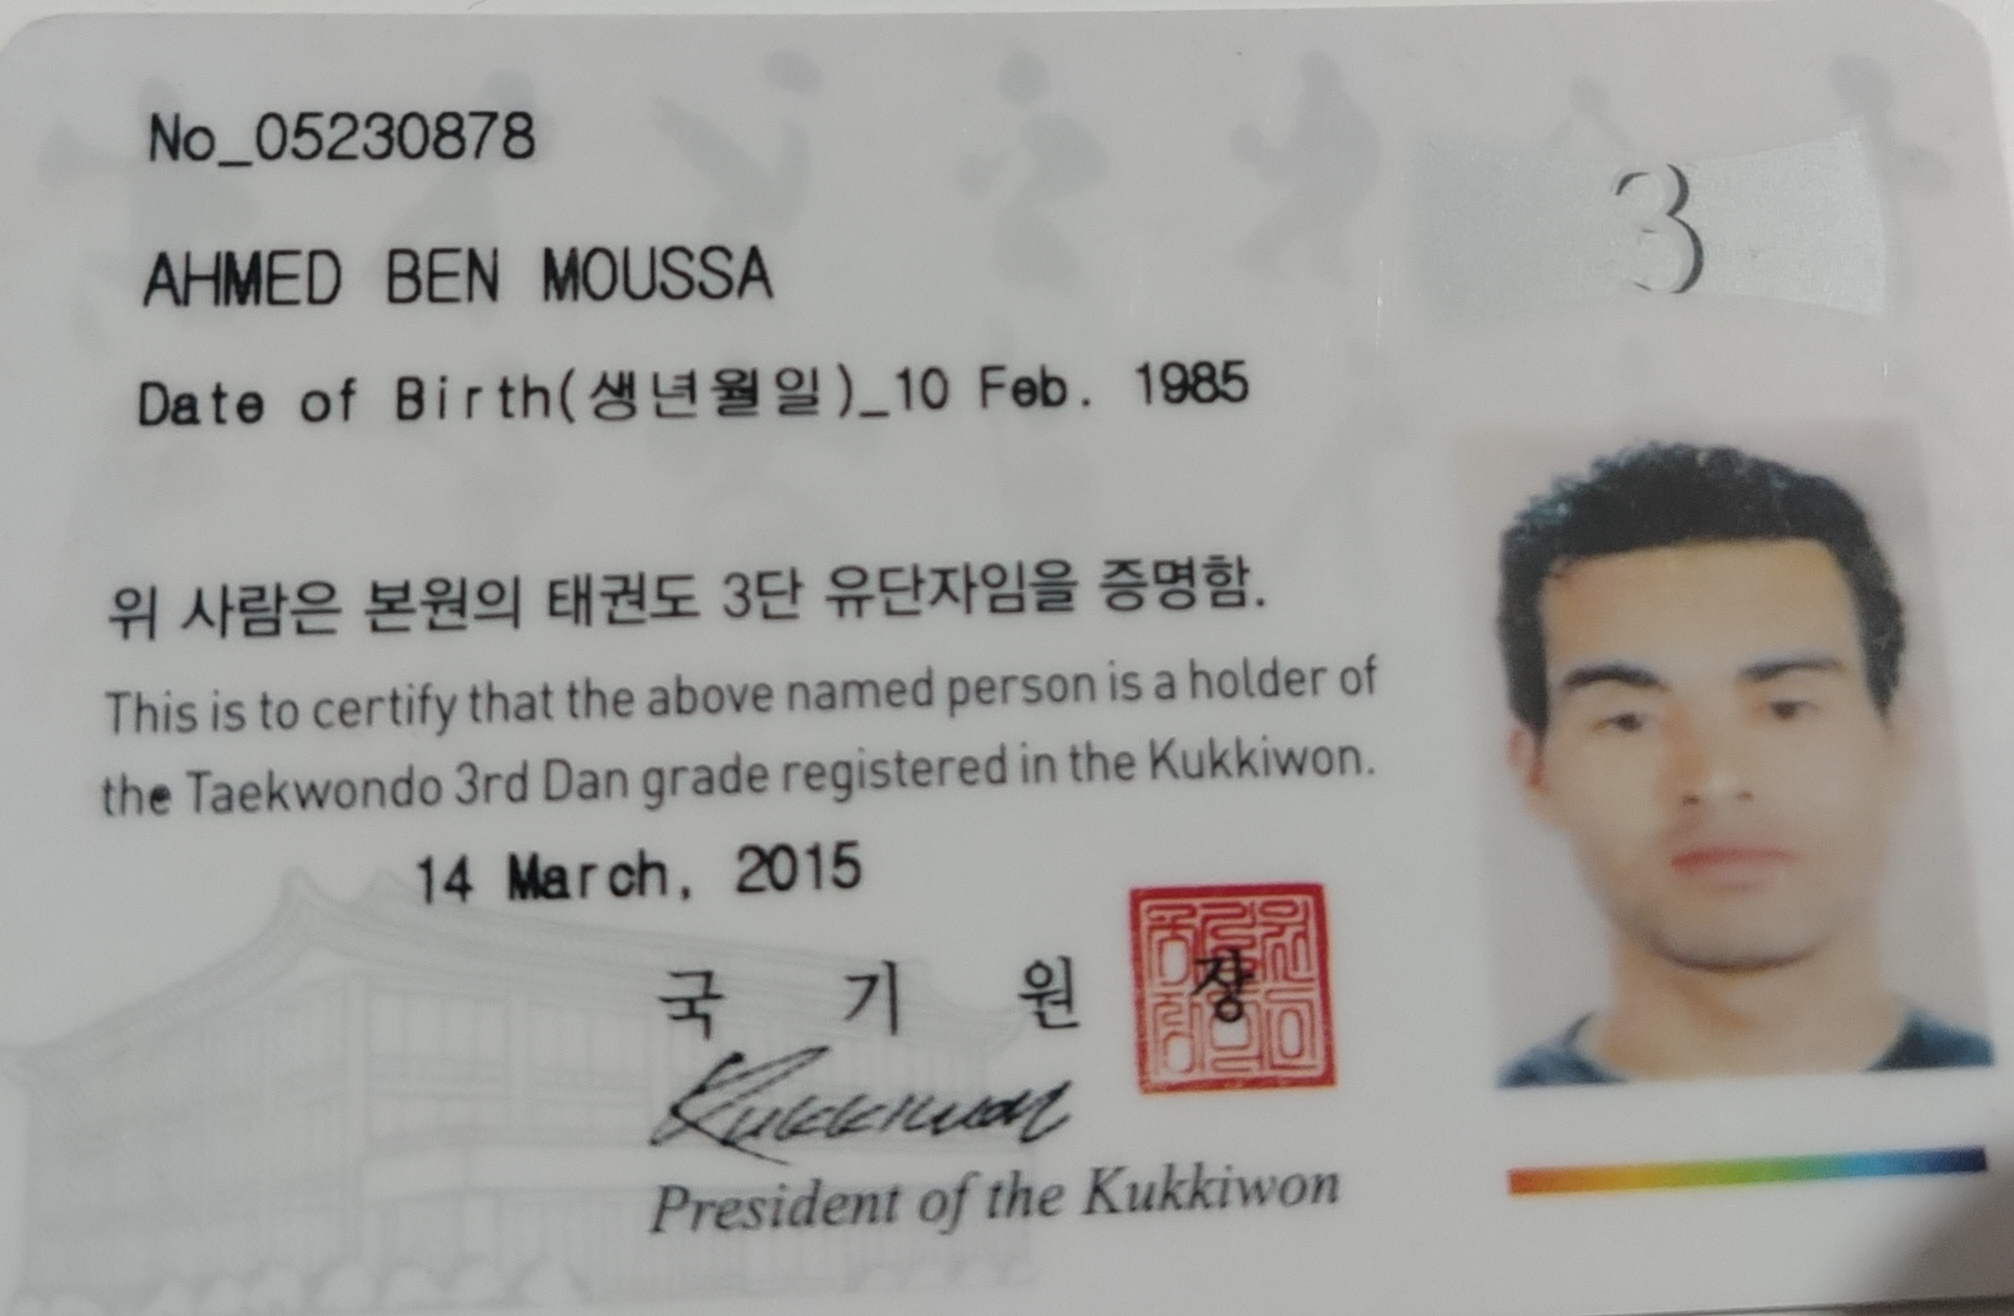 No_05230878
3
AHMED BEN MOUSSA
Date of Birth(생년월일)_10 Feb. 1985
위 사람은 본원의 태권도 3단 유단자임을 증명함.
This is to certify that the above named person is a holder of
the Taekwondo 3rd Dan grade registered in the Kukkiwon.
14 March, 2015
국 기 원 장
Kukkiwon
President of the Kukkiwon